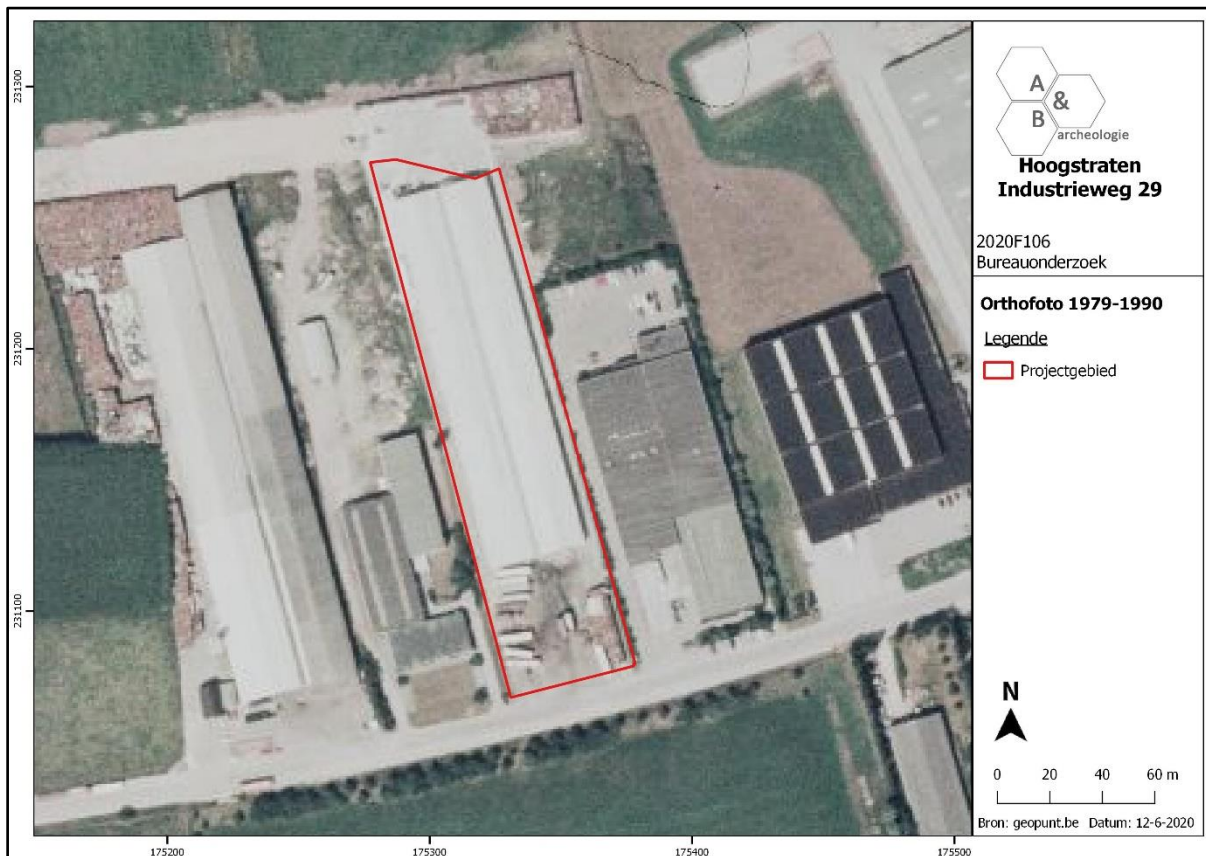 A
&
B
archeologie
Hoogstraten
Industrieweg 29
2020F106
Bureauonderzoek
Orthofoto 1979-1990
Legende
Projectgebied
N
0 20 40 60 m
Bron: geopunt.be Datum: 12-6-2020
231300
231200
231100
175200 175300 175400 175500